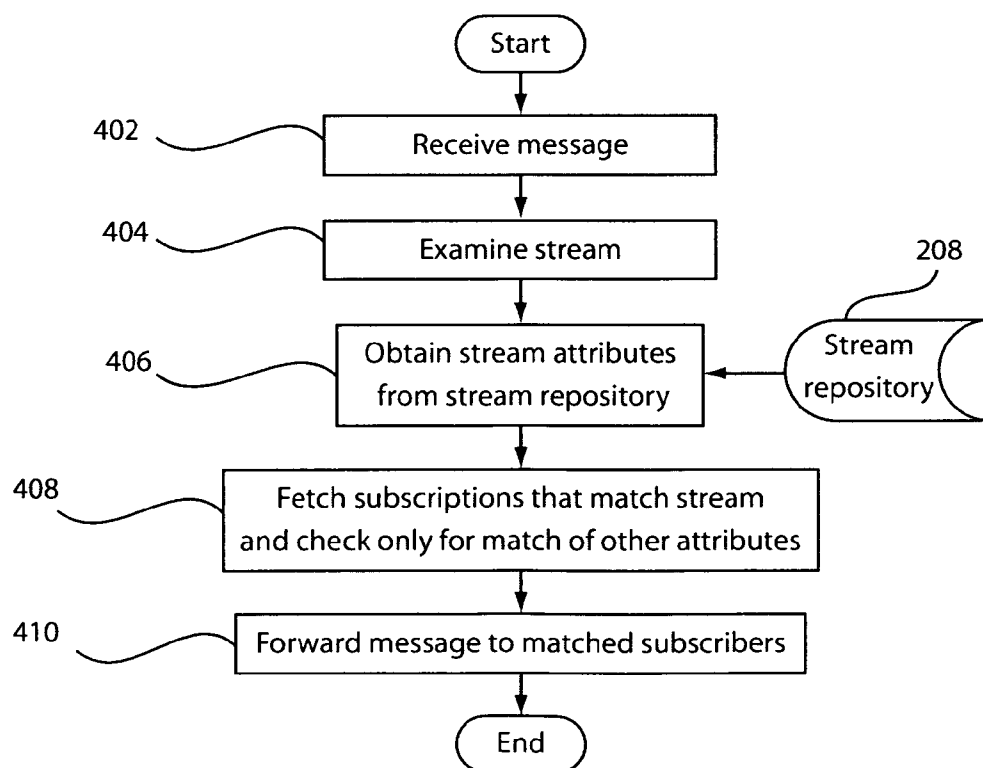 Start
402
Receive message
404
Examine stream
208
406
Obtain stream attributes
from stream repository
Stream
repository
408
Fetch subscriptions that match stream
and check only for match of other attributes
410
Forward message to matched subscribers
End